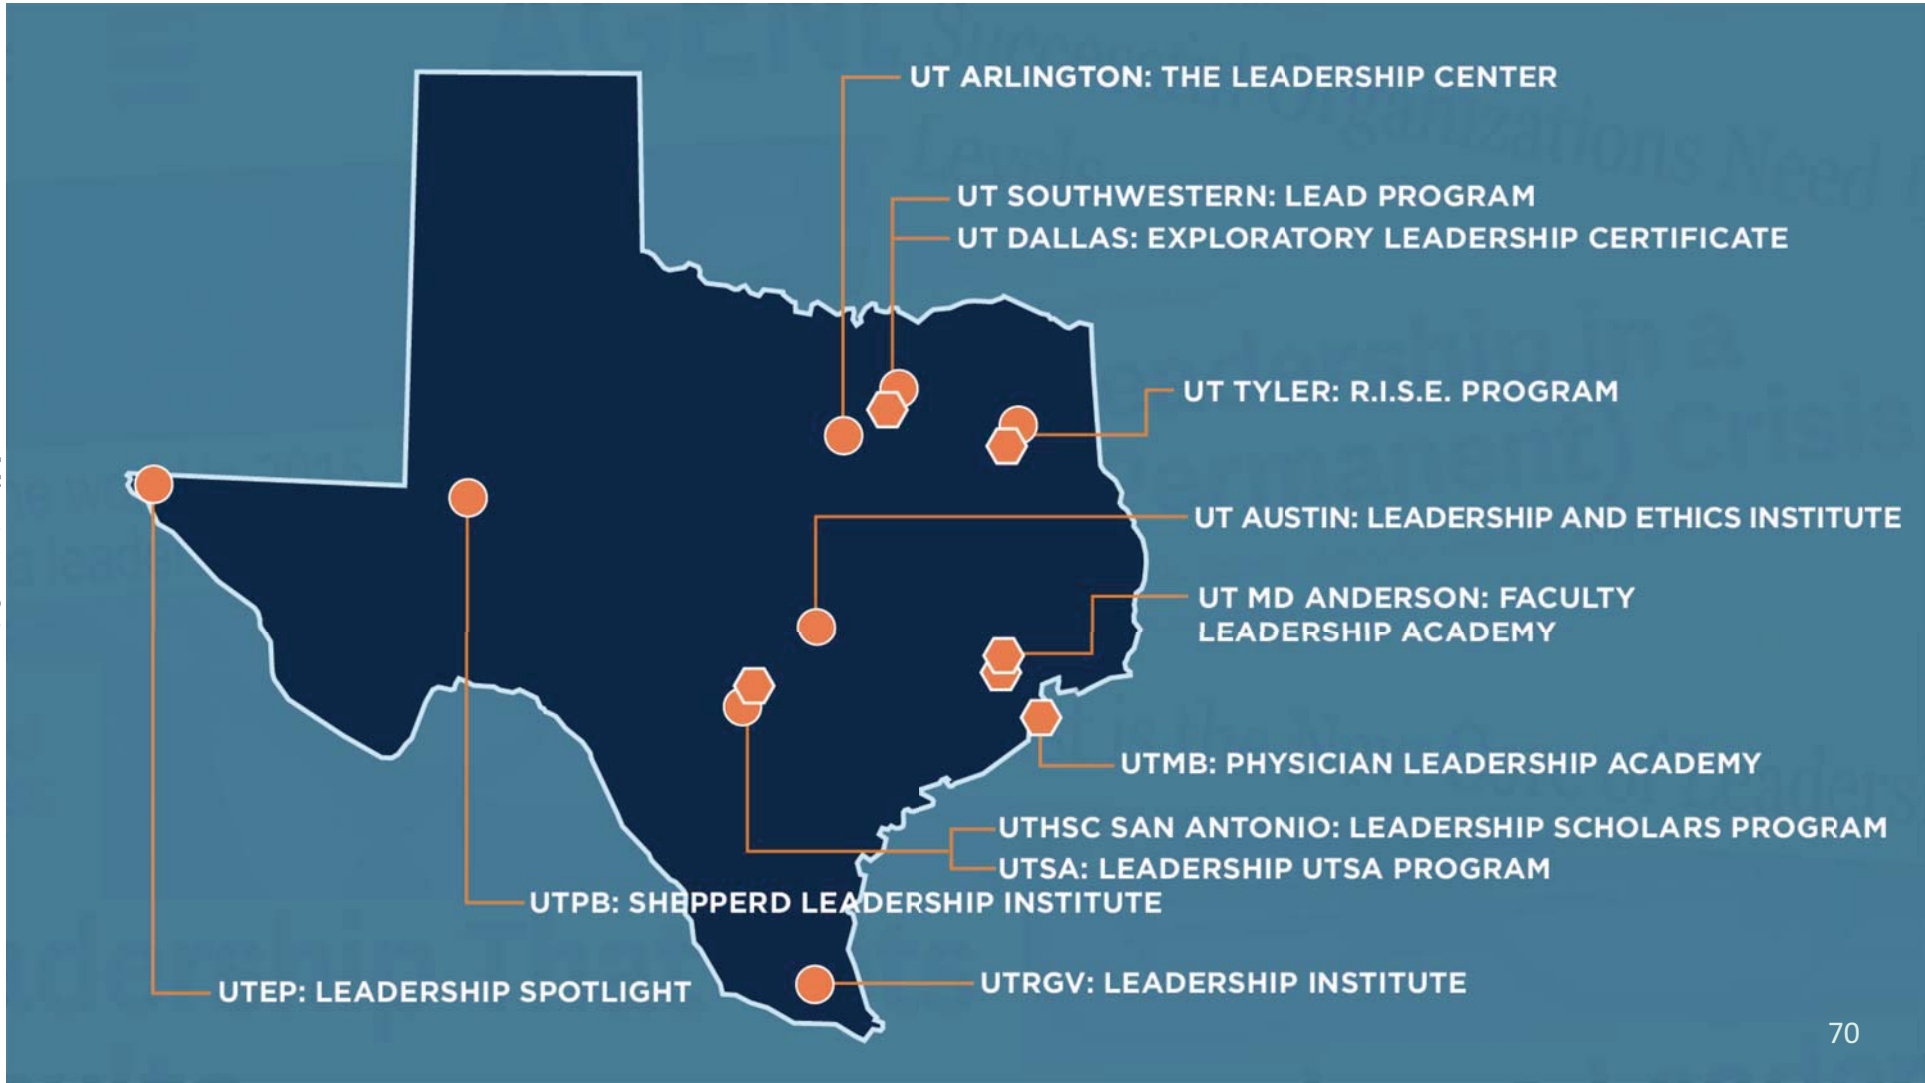 UT ARLINGTON: THE LEADERSHIP CENTER
UT SOUTHWESTERN: LEAD PROGRAM
UT DALLAS: EXPLORATORY LEADERSHIP CERTIFICATE
UT TYLER: R.I.S.E. PROGRAM
UT AUSTIN: LEADERSHIP AND ETHICS INSTITUTE
UT MD ANDERSON: FACULTY
LEADERSHIP ACADEMY
UTMB: PHYSICIAN LEADERSHIP ACADEMY
UTHSC SAN ANTONIO: LEADERSHIP SCHOLARS PROGRAM
UTSA: LEADERSHIP UTSA PROGRAM
UTPB: SHEPPERD LEADERSHIP INSTITUTE
UTRGV: LEADERSHIP INSTITUTE
UTEP: LEADERSHIP SPOTLIGHT
70